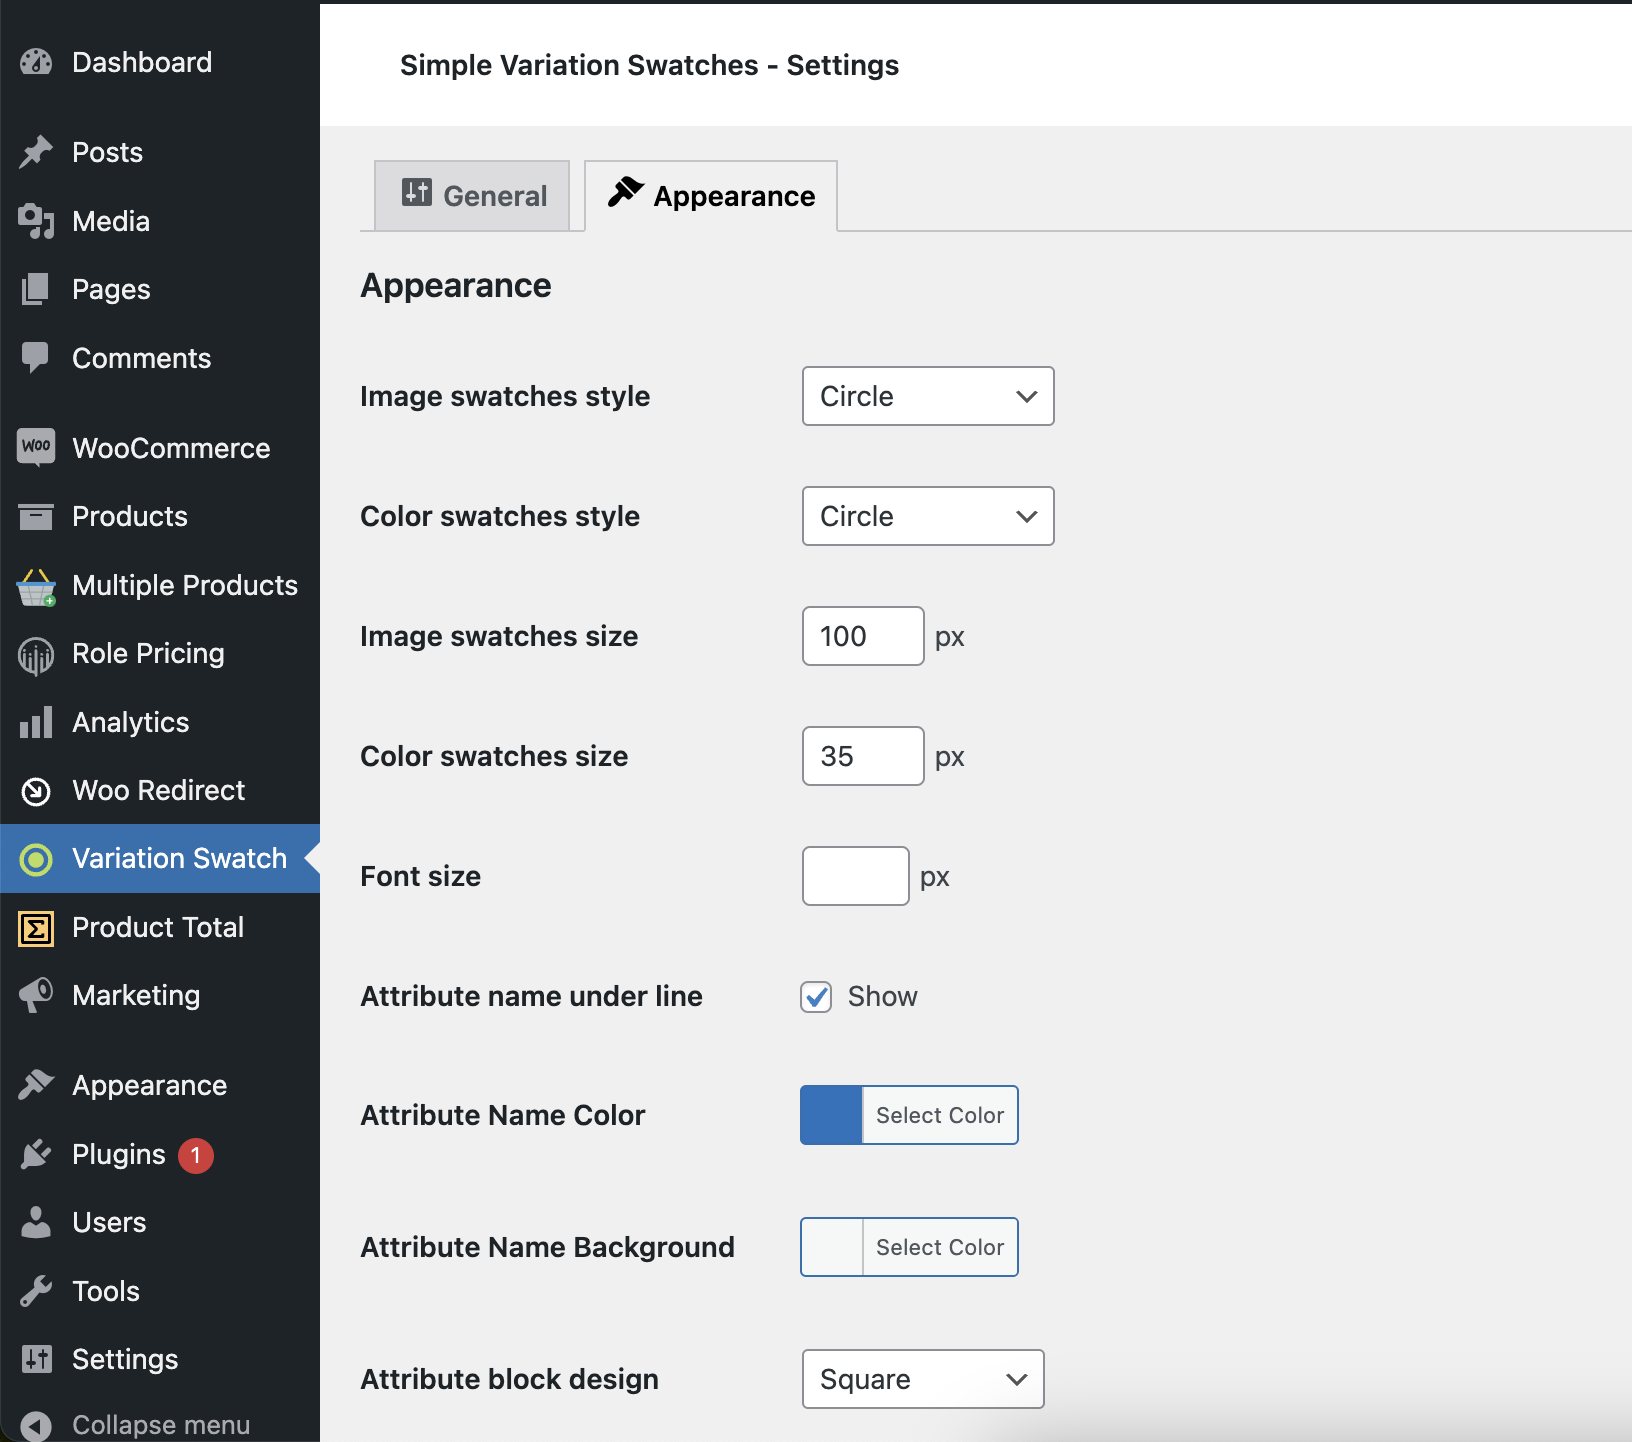 Dashboard
Posts
Media
Pages
Comments
WOO
WooCommerce
Products
Multiple Products
Role Pricing
Analytics
Woo Redirect
Variation Swatch
Product Total
Marketing
Appearance
Plugins 1
Users
Tools
Settings
Collapse menu
Simple Variation Swatches - Settings
General
Appearance
Appearance
Image swatches style
Circle
Color swatches style
Circle
Image swatches size
100 px
Color swatches size
35 px
Font size
px
Attribute name under line
Show
Attribute Name Color
Select Color
Attribute Name Background
Select Color
Attribute block design
Square